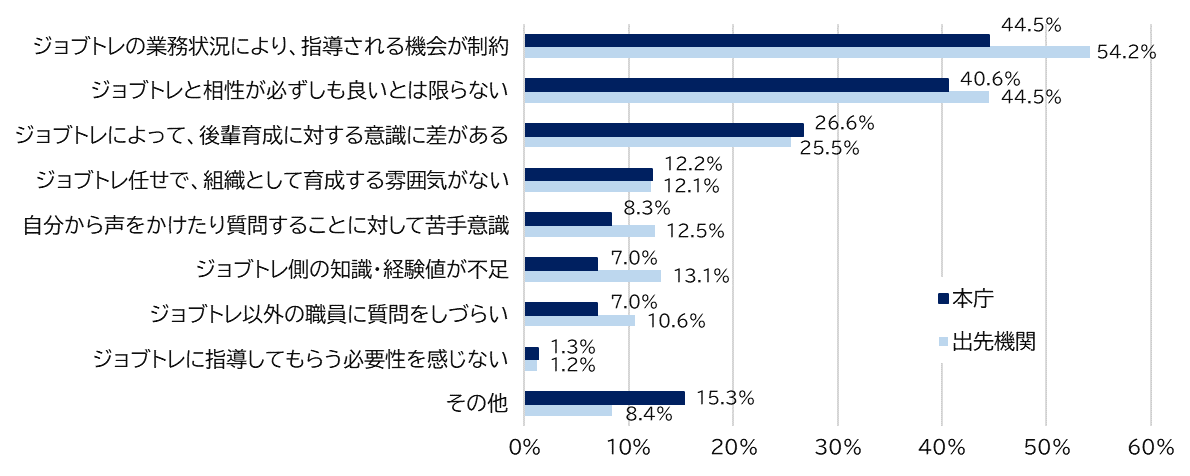 ジョブトレの業務状況により、指導される機会が制約
44.5%
54.2%
ジョブトレと相性が必ずしも良いとは限らない
40.6%
44.5%
ジョブトレによって、後輩育成に対する意識に差がある
26.6%
25.5%
ジョブトレ任せで、組織として育成する雰囲気がない
12.2%
12.1%
自分から声をかけたり質問することに対して苦手意識
8.3%
12.5%
ジョブトレ側の知識・経験値が不足
7.0%
13.1%
ジョブトレ以外の職員に質問をしづらい
7.0%
10.6%
ジョブトレに指導してもらう必要性を感じない
1.3%
1.2%
その他
15.3%
8.4%
本庁
出先機関
0% 10% 20% 30% 40% 50% 60%